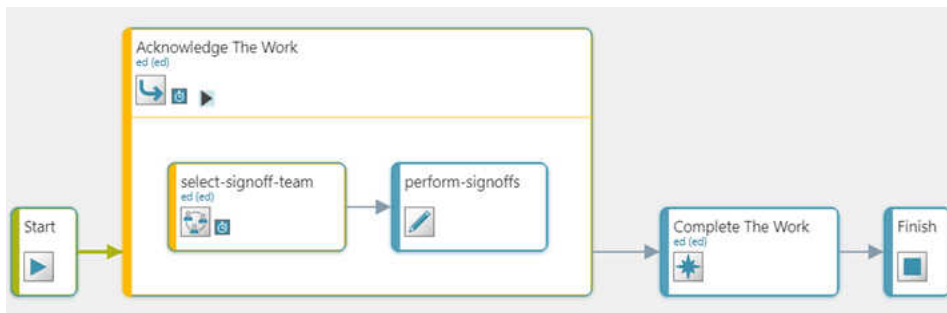 Acknowledge The Work
ed (ed)
select-signoff-team
ed (ed)
perform-signoffs
Start
Complete The Work
ed (ed)
Finish